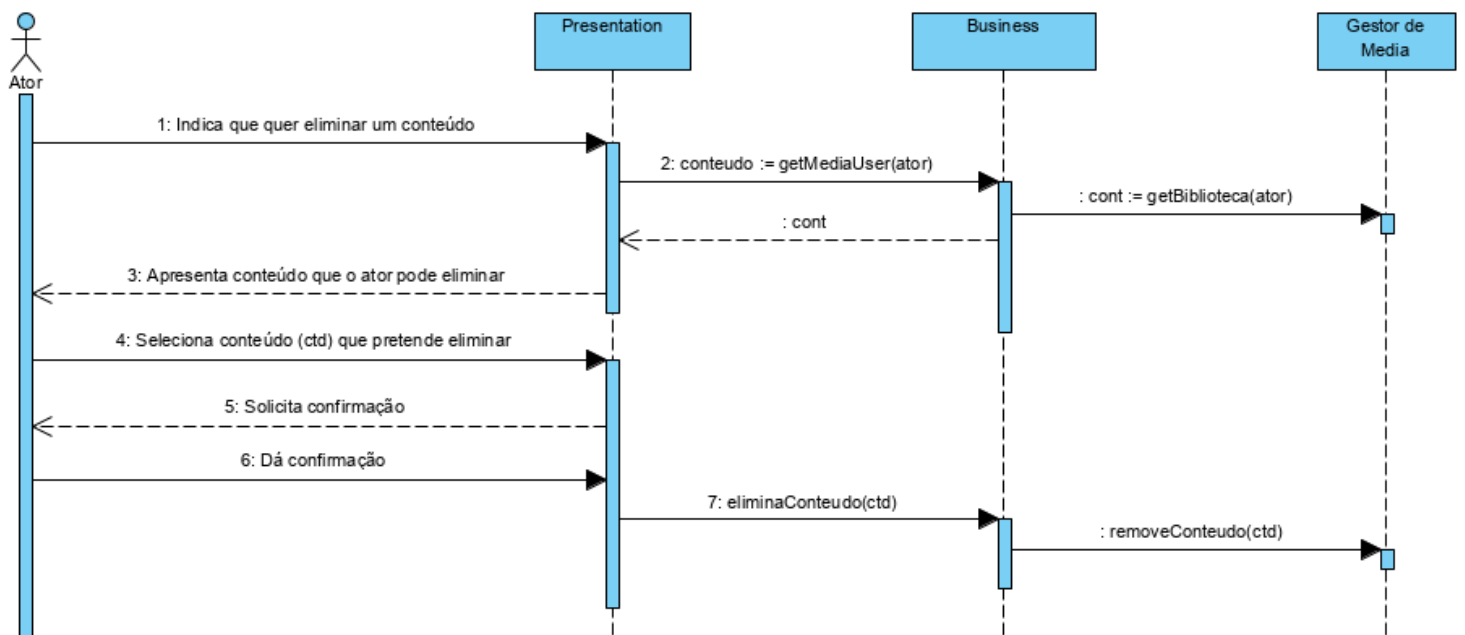 Ator
Presentation
Business
Gestor de
Media
1: Indica que quer eliminar um conteúdo
2: conteudo := getMediaUser(ator)
: cont := getBiblioteca(ator)
: cont
3: Apresenta conteúdo que o ator pode eliminar
4: Seleciona conteúdo (ctd) que pretende eliminar
5: Solicita confirmação
6: Dá confirmação
7: eliminaConteudo(ctd)
: removeConteudo(ctd)